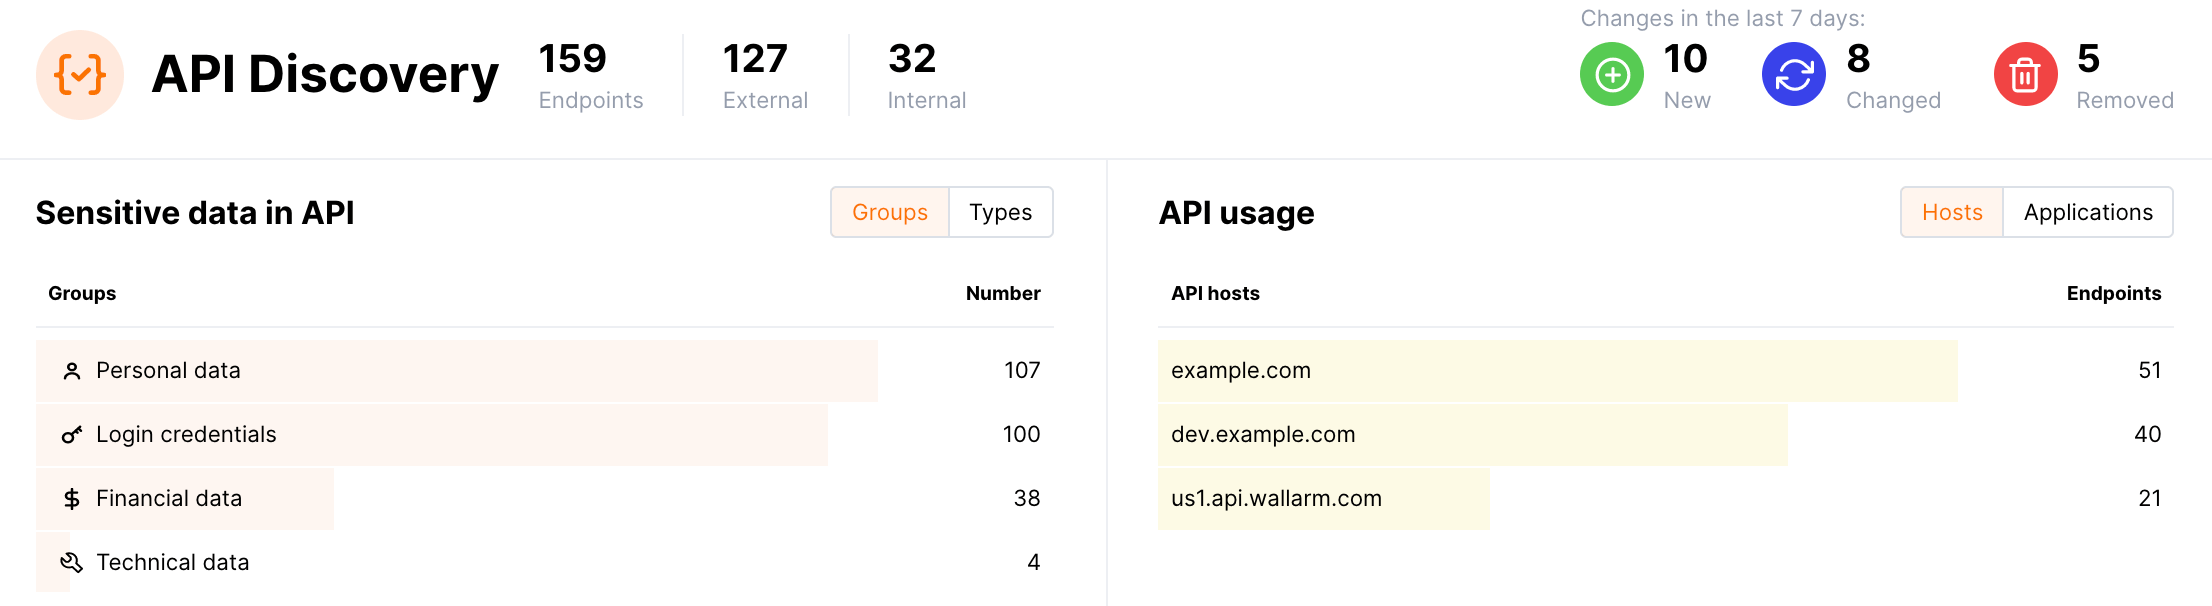 API Discovery
159
Endpoints
127
External
32
Internal
Changes in the last 7 days:
10
New
8
Changed
5
Removed
Sensitive data in API
Groups
Types
Groups
Number
Personal data
107
Login credentials
100
Financial data
38
Technical data
4
API usage
Hosts
Applications
API hosts
Endpoints
example.com
51
dev.example.com
40
us1.api.wallarm.com
21